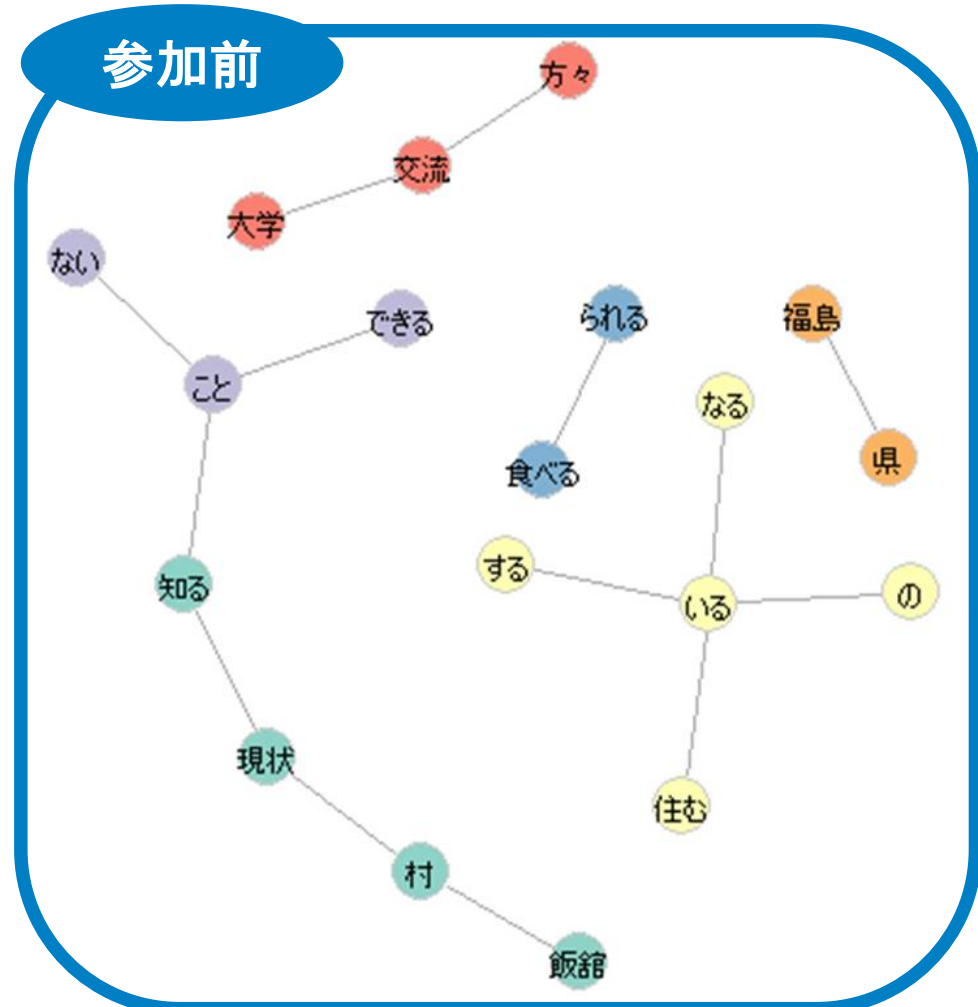 参加前
方々
交流
大学
ない
できる
こと
られる
福島
なる
県
食べる
する
知る
いる
の
現状
住む
村
飯舘